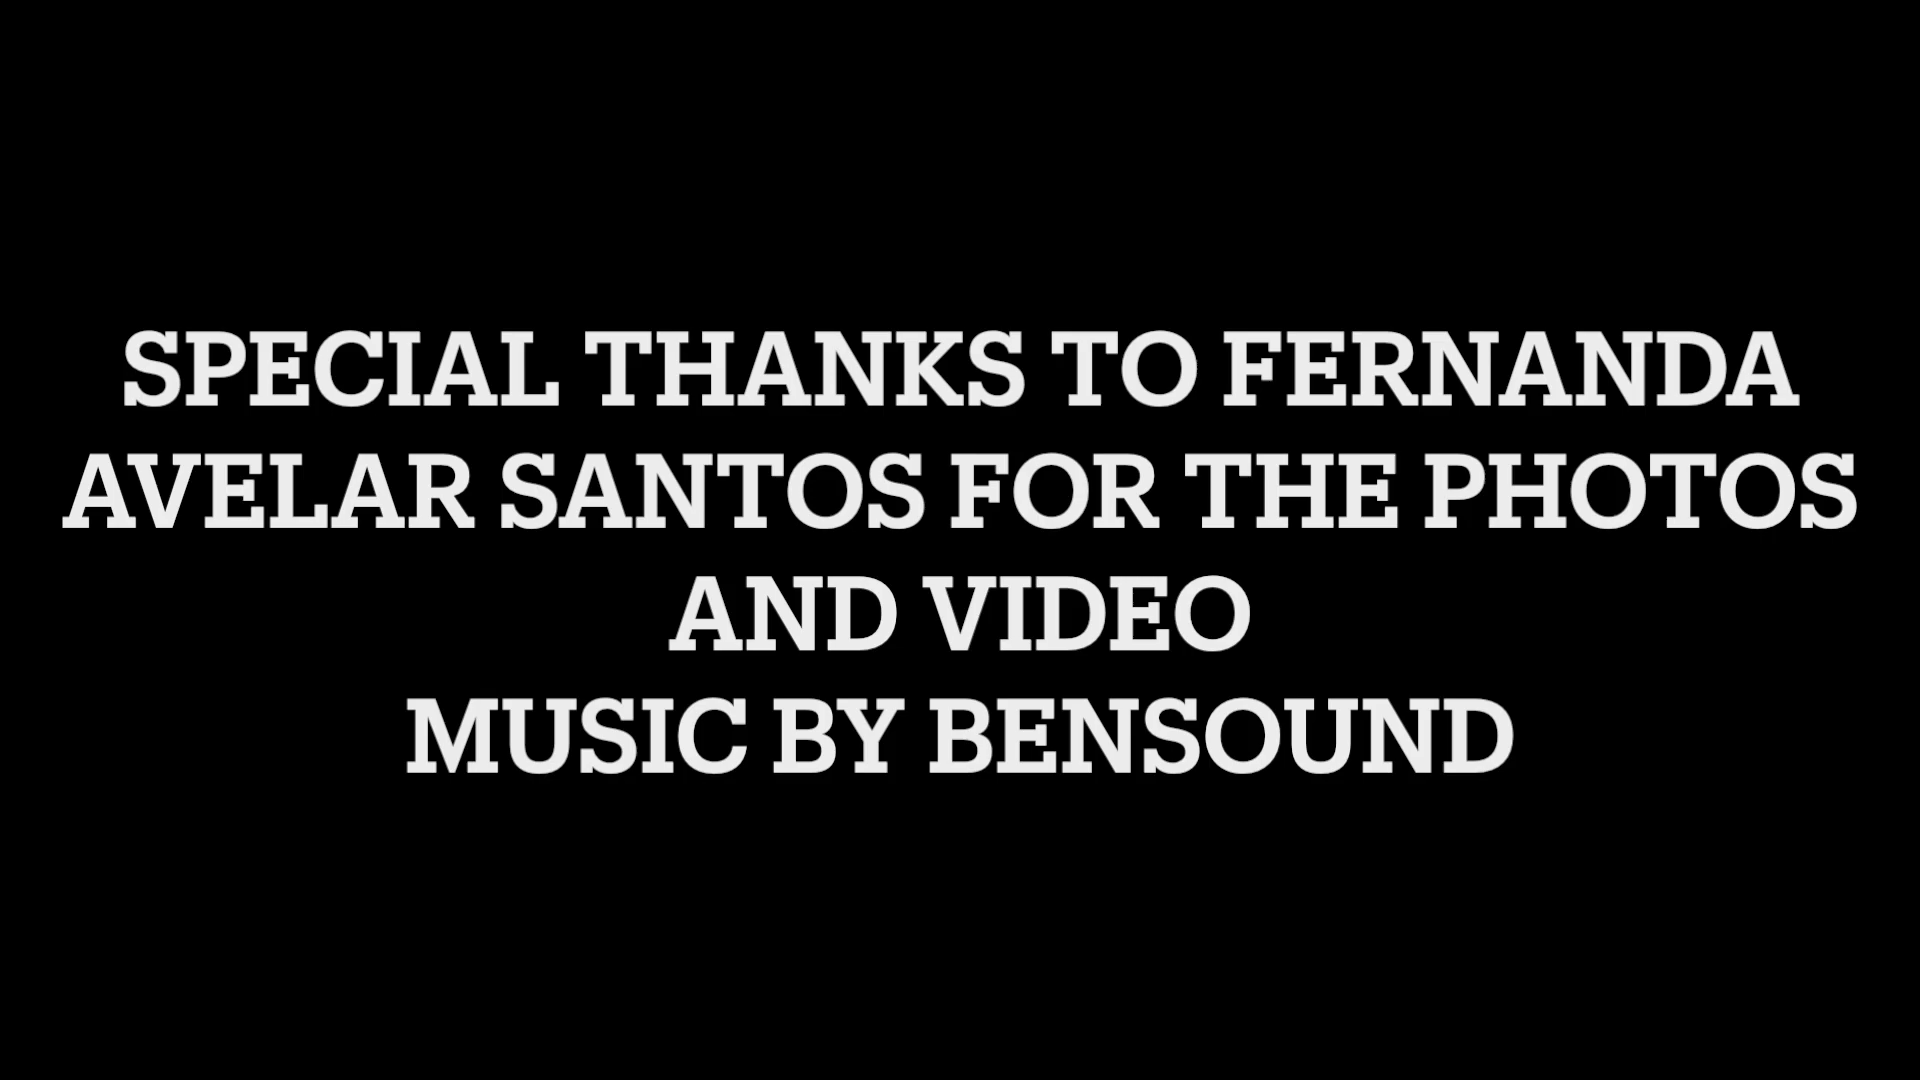 SPECIAL THANKS TO FERNANDA
AVELAR SANTOS FOR THE PHOTOS
AND VIDEO
MUSIC BY BENSOUND